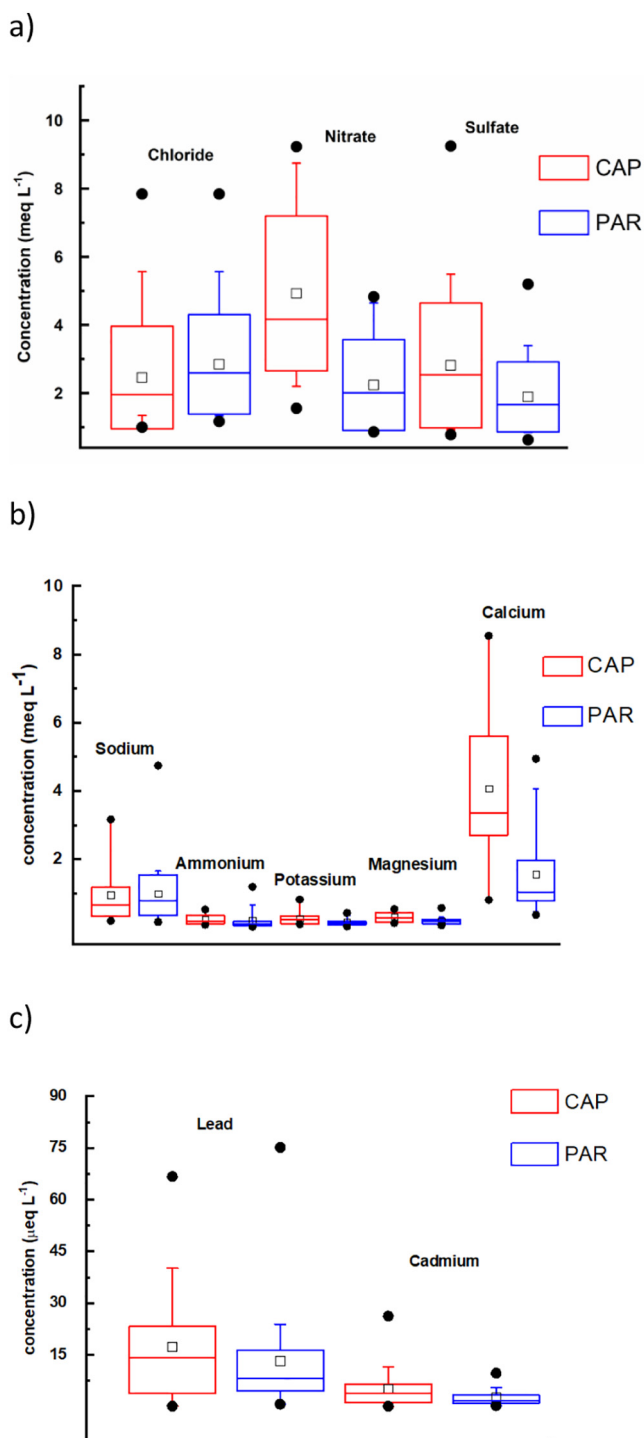 a)
Concentration (meq L⁻¹)
10
8
6
4
2
Chloride
Nitrate
Sulfate
CAP
PAR
b)
concentration (meq L⁻¹)
10
8
6
4
2
Sodium
Ammonium
Potassium
Magnesium
Calcium
CAP
PAR
c)
concentration (μeq L⁻¹)
90
75
60
45
30
15
Lead
Cadmium
CAP
PAR